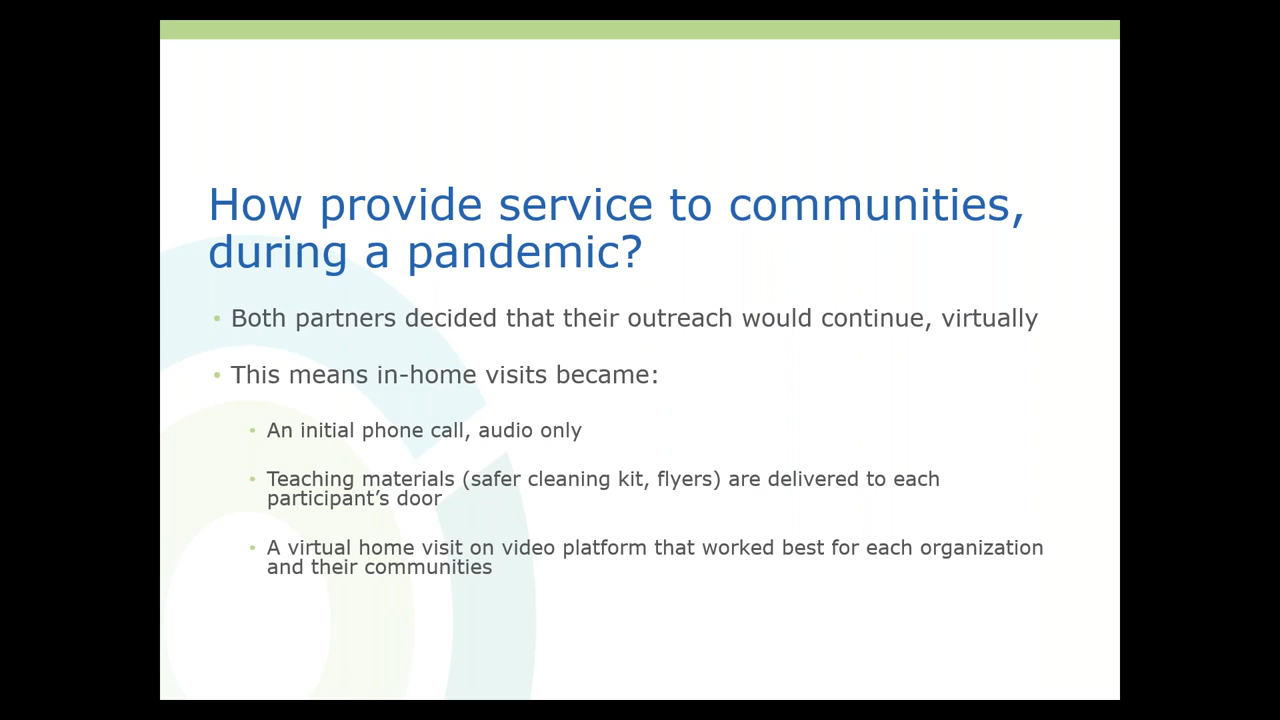 How provide service to communities,
during a pandemic?
• Both partners decided that their outreach would continue, virtually
• This means in-home visits became:
• An initial phone call, audio only
• Teaching materials (safer cleaning kit, flyers) are delivered to each
participant’s door
• A virtual home visit on video platform that worked best for each organization
and their communities